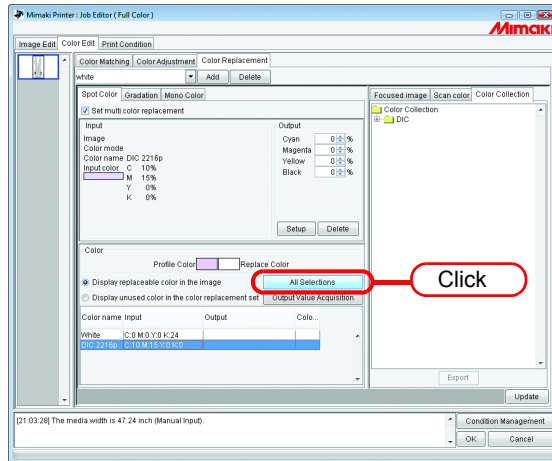 Mimaki Printer : Job Editor ( Full Color )
Mimaki
Image Edit Color Edit Print Condition
Color Matching Color Adjustment Color Replacement
white Add Delete
Spot Color Gradation Mono Color
Focused image Scan color Color Collection
Set multi color replacement
Color Collection
DIC
Input
Output
Image
Color mode
Color name DIC 2216p
Input color C 10%
M 15%
Y 0%
K 0%
Cyan 0 %
Magenta 0 %
Yellow 0 %
Black 0 %
Setup Delete
Color
Profile Color Replace Color
Display replaceable color in the image All Selections
Click
Display unused color in the color replacement set Output Value Acquisition
Color name Input Output Colo...
White C:0 M:0 Y:0 K:24
DIC 2216p C:10 M:15 Y:0 K:0
Export
Update
[21:03:28] The media width is 47.24 inch (Manual Input).
Condition Management
OK Cancel